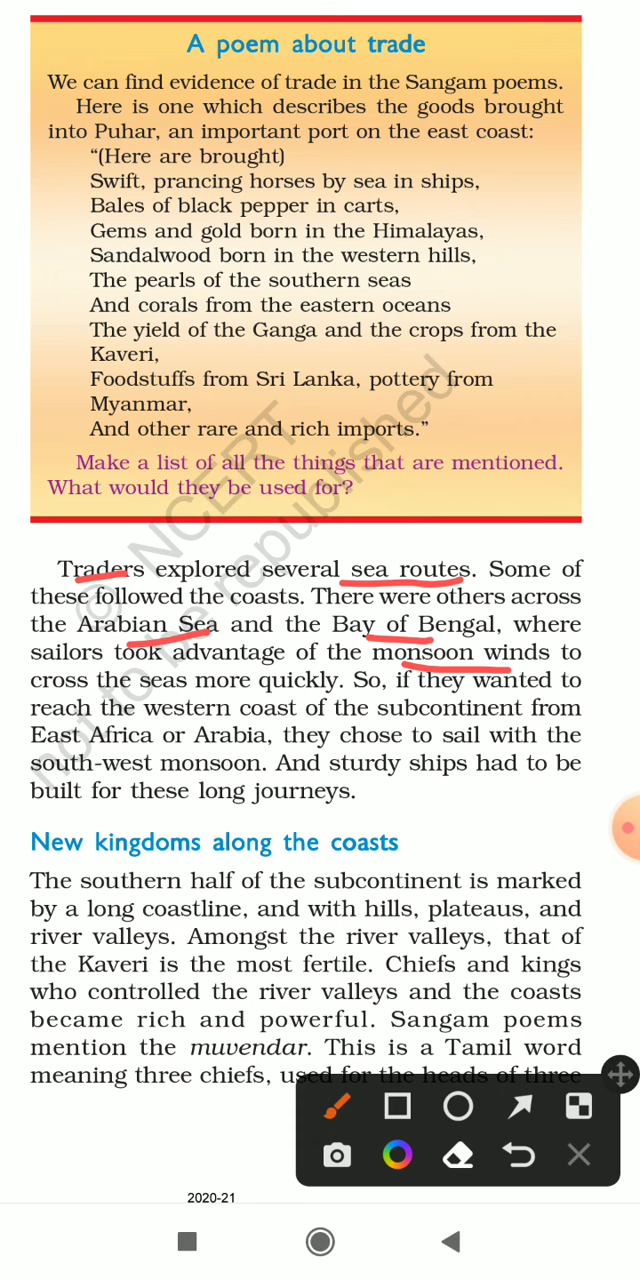 A poem about trade
We can find evidence of trade in the Sangam poems.
Here is one which describes the goods brought
into Puhar, an important port on the east coast:
“(Here are brought)
Swift, prancing horses by sea in ships,
Bales of black pepper in carts,
Gems and gold born in the Himalayas,
Sandalwood born in the western hills,
The pearls of the southern seas
And corals from the eastern oceans
The yield of the Ganga and the crops from the
Kaveri,
Foodstuffs from Sri Lanka, pottery from
Myanmar,
And other rare and rich imports.”
Make a list of all the things that are mentioned.
What would they be used for?
© NCERT
not to be republished
Traders explored several sea routes. Some of
these followed the coasts. There were others across
the Arabian Sea and the Bay of Bengal, where
sailors took advantage of the monsoon winds to
cross the seas more quickly. So, if they wanted to
reach the western coast of the subcontinent from
East Africa or Arabia, they chose to sail with the
south-west monsoon. And sturdy ships had to be
built for these long journeys.
New kingdoms along the coasts
The southern half of the subcontinent is marked
by a long coastline, and with hills, plateaus, and
river valleys. Amongst the river valleys, that of
the Kaveri is the most fertile. Chiefs and kings
who controlled the river valleys and the coasts
became rich and powerful. Sangam poems
mention the muvendar. This is a Tamil word
meaning three chiefs, used for the heads of three
2020-21